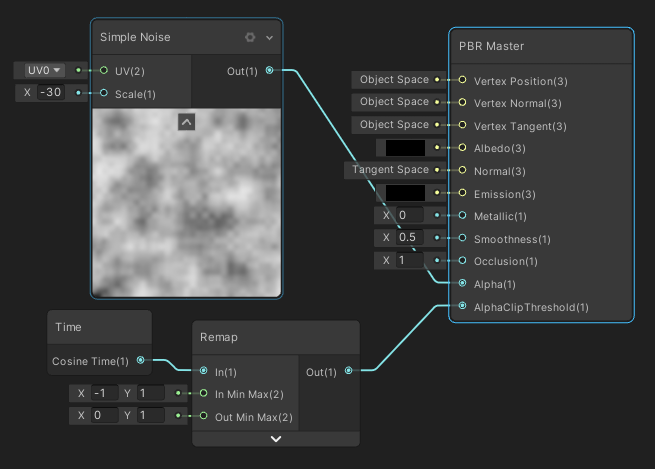 Simple Noise
UV0
UV(2)
Out(1)
X -30
Scale(1)
PBR Master
Object Space
Vertex Position(3)
Object Space
Vertex Normal(3)
Object Space
Vertex Tangent(3)
Albedo(3)
Tangent Space
Normal(3)
Emission(3)
X 0
Metallic(1)
X 0.5
Smoothness(1)
X 1
Occlusion(1)
Alpha(1)
AlphaClipThreshold(1)
Time
Cosine Time(1)
Remap
In(1)
Out(1)
X -1 Y 1
In Min Max(2)
X 0 Y 1
Out Min Max(2)